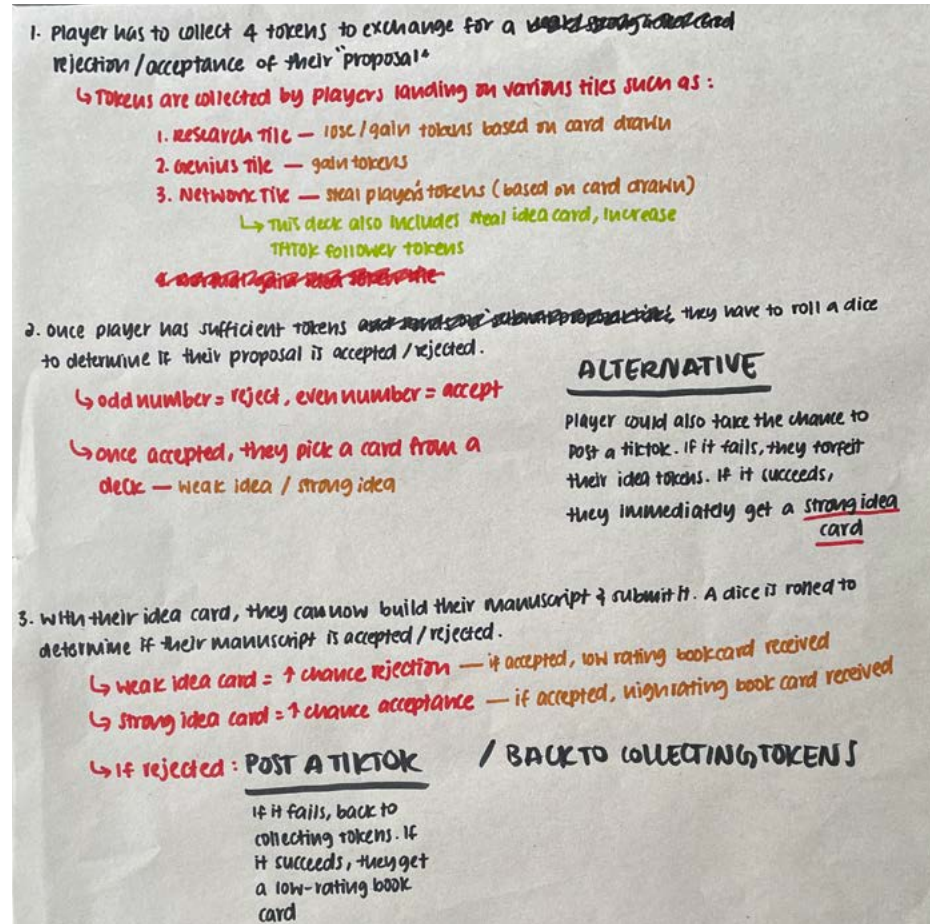 1. Player has to collect 4 tokens to exchange for a
rejection/acceptance of their "proposal"
↳ Tokens are collected by players landing on various tiles such as:
1. Research Tile — lose/gain tokens based on card drawn
2. Genius Tile — gain tokens
3. Network Tile — steal player's tokens (based on card drawn)
↳ This deck also includes steal idea card, increase
TikTok follower tokens
2. once player has sufficient tokens they have to roll a dice
to determine if their proposal is accepted/rejected.
↳ odd number = reject, even number = accept
↳ once accepted, they pick a card from a
deck — weak idea / strong idea
ALTERNATIVE
Player could also take the chance to
post a tiktok. If it fails, they forfeit
their idea tokens. If it succeeds,
they immediately get a strong idea
card
3. with their idea card, they can now build their manuscript & submit it. A dice is rolled to
determine if their manuscript is accepted/rejected.
↳ weak idea card = ↑ chance rejection — if accepted, low rating book card received
↳ strong idea card = ↑ chance acceptance — if accepted, high rating book card received
↳ If rejected: POST A TIKTOK / BACK TO COLLECTING TOKENS
If it fails, back to
collecting tokens. If
it succeeds, they get
a low-rating book
card